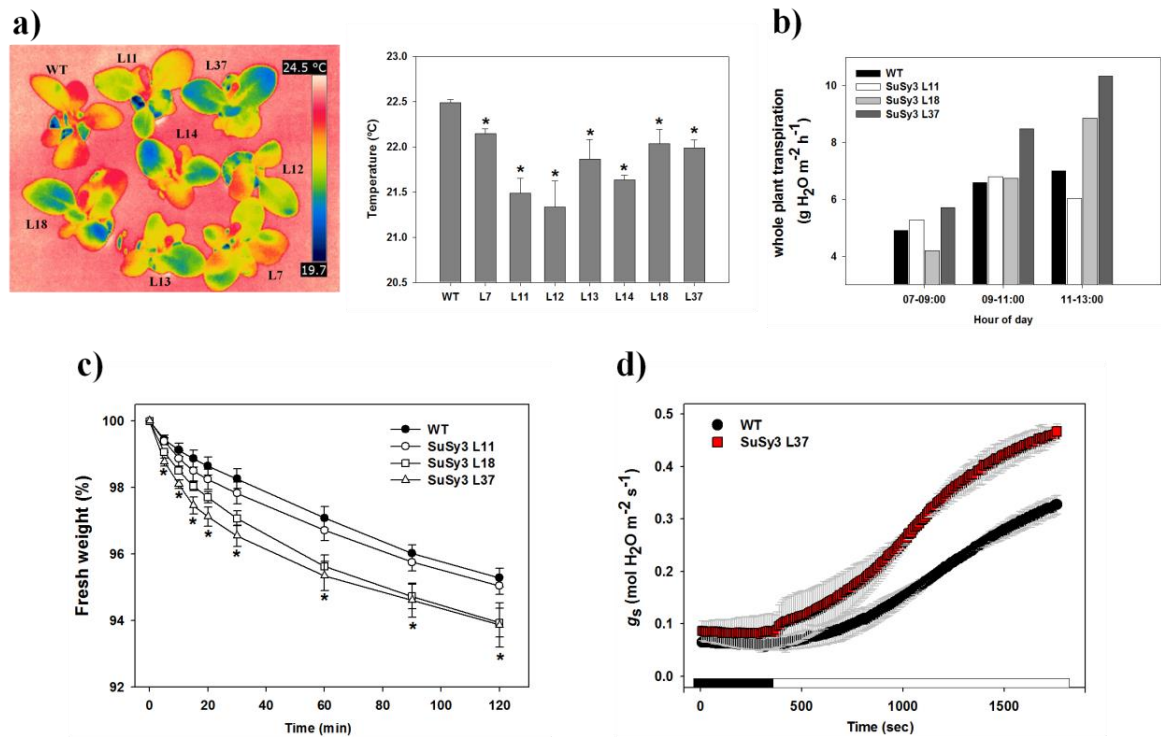 a)
WT
L11
L37
L14
L12
L18
L13
L7
24.5 °C
19.7
Temperature (°C)
23.0
22.5
22.0
21.5
21.0
20.5
* * * * * * *
WT L7 L11 L12 L13 L14 L18 L37
b)
whole plant transpiration
(g H2O m-2 h-1)
WT
SuSy3 L11
SuSy3 L18
SuSy3 L37
10
8
6
4
07-09:00 09-11:00 11-13:00
Hour of day
c)
Fresh weight (%)
100
98
96
94
92
WT
SuSy3 L11
SuSy3 L18
SuSy3 L37
* * * * * * * *
0 20 40 60 80 100 120
Time (min)
d)
gs (mol H2O m-2 s-1)
0.5
0.4
0.3
0.2
0.1
0.0
WT
SuSy3 L37
0 500 1000 1500
Time (sec)